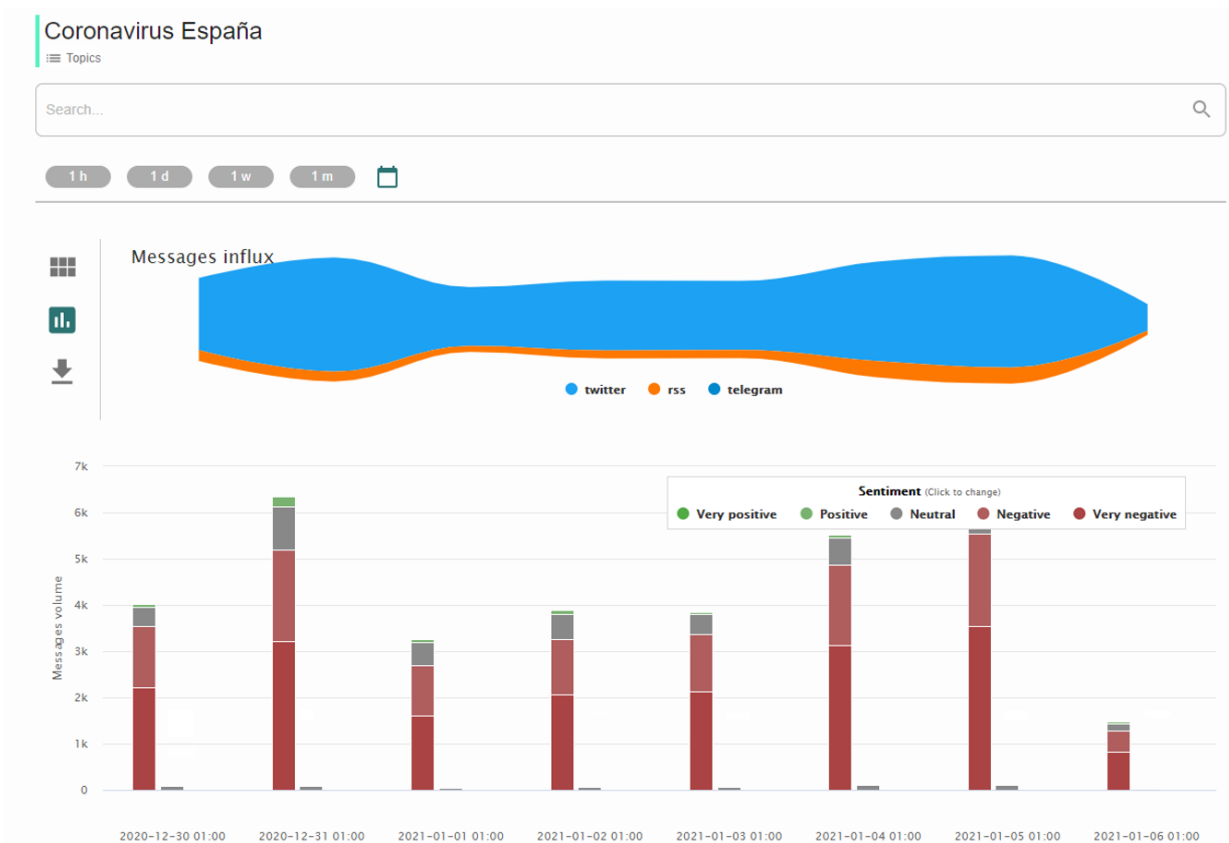 Coronavirus España
Topics
Search...
1 h 1 d 1 w 1 m
Messages influx
twitter rss telegram
7k
Sentiment (Click to change)
Very positive Positive Neutral Negative Very negative
6k
5k
4k
Messages volume
3k
2k
1k
0
2020-12-30 01:00 2020-12-31 01:00 2021-01-01 01:00 2021-01-02 01:00 2021-01-03 01:00 2021-01-04 01:00 2021-01-05 01:00 2021-01-06 01:00